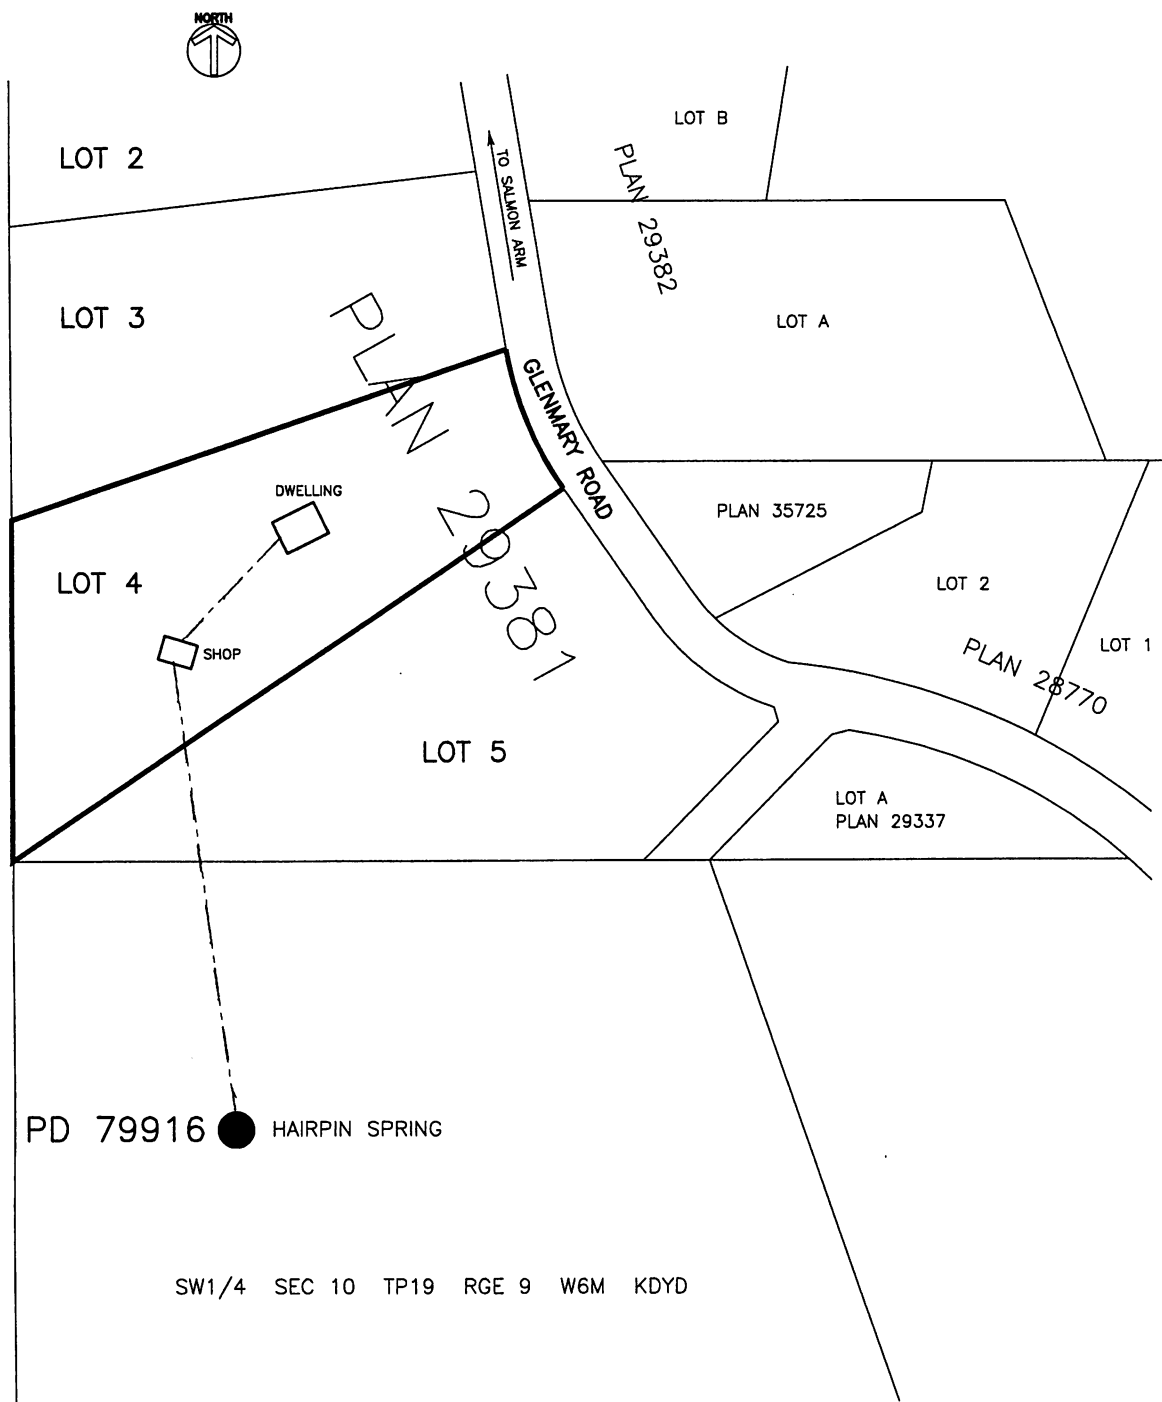 NORTH
LOT B
LOT 2
TO SALMON ARM
PLAN 29382
LOT 3
LOT A
PLAN 29381
GLENMARY ROAD
DWELLING
PLAN 35725
LOT 4
LOT 2
SHOP
LOT 1
PLAN 28770
LOT 5
LOT A
PLAN 29337
PD 79916
HAIRPIN SPRING
SW1/4 SEC 10 TP19 RGE 9 W6M KDYD